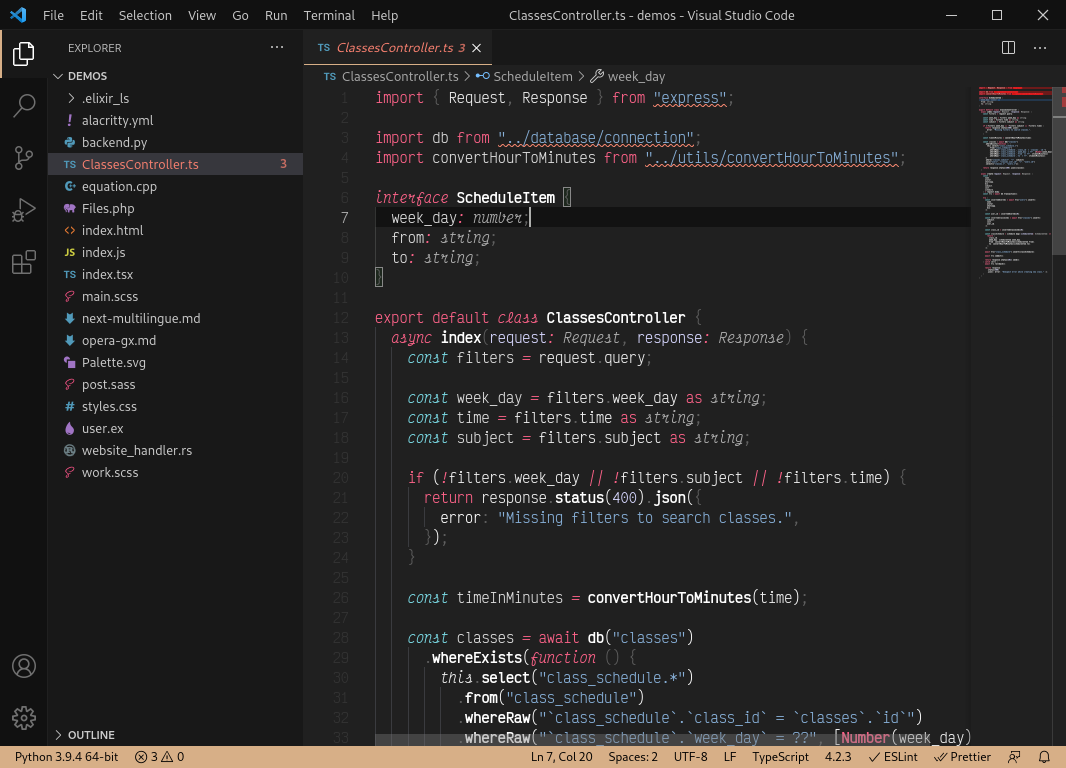 File Edit Selection View Go Run Terminal Help ClassesController.ts - demos - Visual Studio Code
EXPLORER
DEMOS
.elixir_ls
alacritty.yml
backend.py
ClassesController.ts 3
equation.cpp
Files.php
index.html
index.js
index.tsx
main.scss
next-multilingue.md
opera-gx.md
Palette.svg
post.sass
styles.css
user.ex
website_handler.rs
work.scss
OUTLINE
TS ClassesController.ts 3
TS ClassesController.ts > ScheduleItem > week_day
1 import { Request, Response } from "express";
2
3 import db from "../database/connection";
4 import convertHourToMinutes from "../utils/convertHourToMinutes";
5
6 interface ScheduleItem {
7 week_day: number;
8 from: string;
9 to: string;
10 }
11
12 export default class ClassesController {
13 async index(request: Request, response: Response) {
14 const filters = request.query;
15
16 const week_day = filters.week_day as string;
17 const time = filters.time as string;
18 const subject = filters.subject as string;
19
20 if (!filters.week_day || !filters.subject || !filters.time) {
21 return response.status(400).json({
22 error: "Missing filters to search classes.",
23 });
24 }
25
26 const timeInMinutes = convertHourToMinutes(time);
27
28 const classes = await db("classes")
29 .whereExists(function () {
30 this.select("class_schedule.*")
31 .from("class_schedule")
32 .whereRaw("`class_schedule`.`class_id` = `classes`.`id`")
33 .whereRaw("`class_schedule`.`week_day` = ??", [Number(week_day)
Python 3.9.4 64-bit 3 0 Ln 7, Col 20 Spaces: 2 UTF-8 LF TypeScript 4.2.3 ESLint Prettier